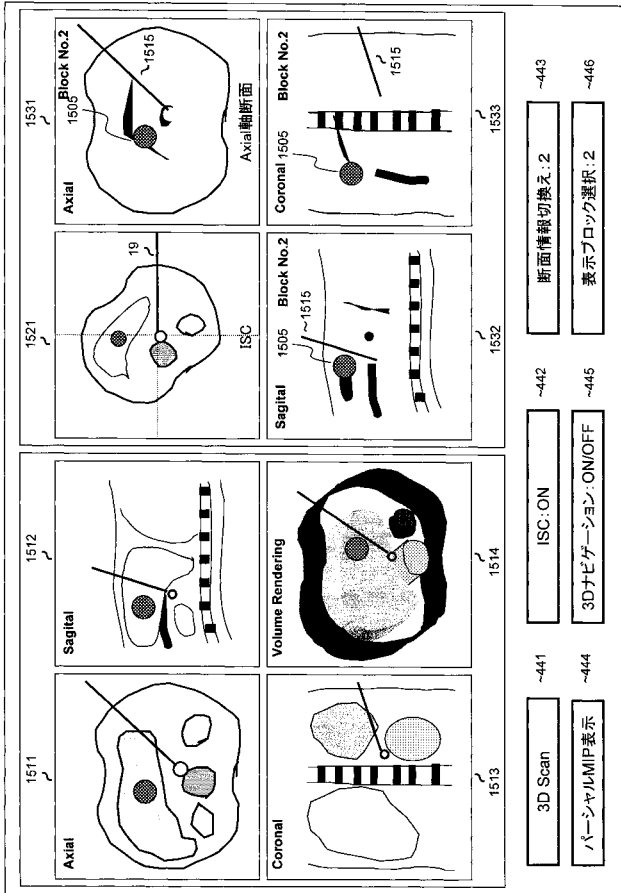 1511
1512
1521
1531
Axial
Sagital
19
ISC
Axial
Block No.2
1505
1515
Axial軸断面
Coronal
Volume Rendering
Sagital
Block No.2
1505
~1515
Coronal
Block No.2
1505
1515
1513
1514
1532
1533
3D Scan
~441
ISC:ON
~442
断面情報切換え:2
~443
パーシャルMIP表示
~444
3Dナビゲーション:ON/OFF
~445
表示ブロック選択:2
~446